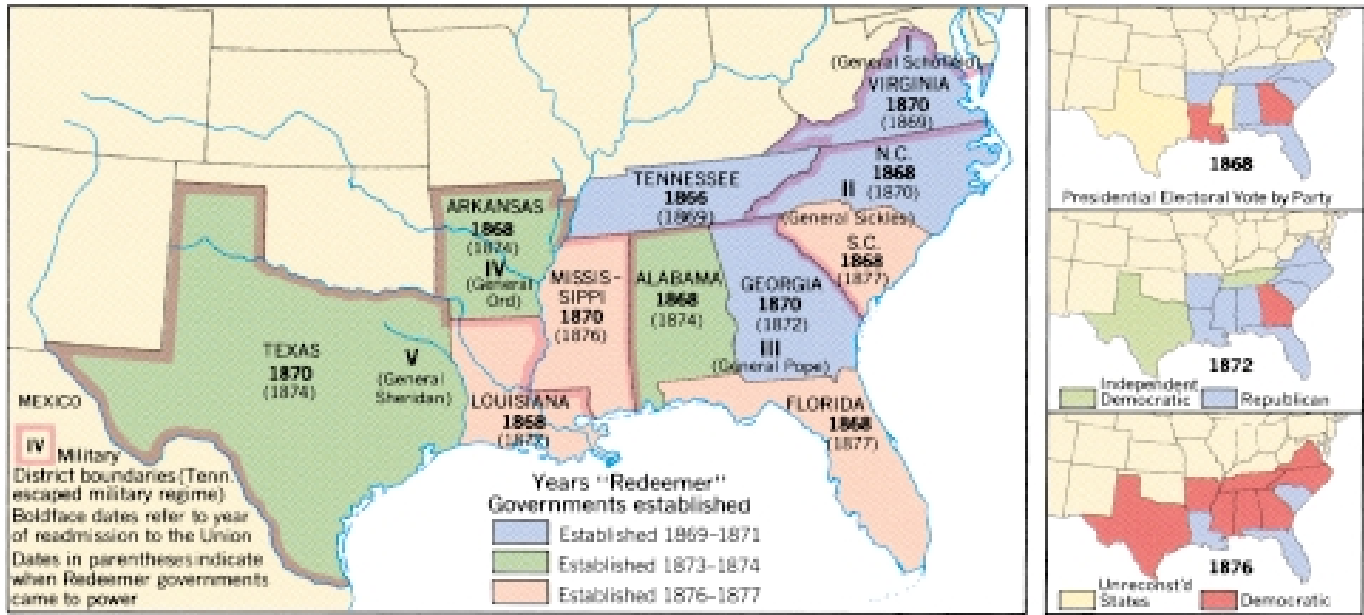 I
(General Schofield)
VIRGINIA
1870
(1869)
N.C.
1868
II (1870)
(General Sickles)
TENNESSEE
1866
(1869)
S.C.
1868
(1877)
ARKANSAS
1868
(1874)
IV
(General
Ord)
MISSIS-
SIPPI
1870
(1876)
ALABAMA
1868
(1874)
GEORGIA
1870
(1872)
III
(General Pope)
TEXAS
1870
(1874)
V
(General
Sheridan)
LOUISIANA
1868
(1877)
FLORIDA
1868
(1877)
MEXICO
IV Military
District boundaries (Tenn.
escaped military regime)
Boldface dates refer to year
of readmission to the Union
Dates in parentheses indicate
when Redeemer governments
came to power
Years "Redeemer"
Governments established
Established 1869–1871
Established 1873–1874
Established 1876–1877
1868
Presidential Electoral Vote by Party
1872
Independent
Democratic
Republican
1876
Unreconst'd
States
Democratic